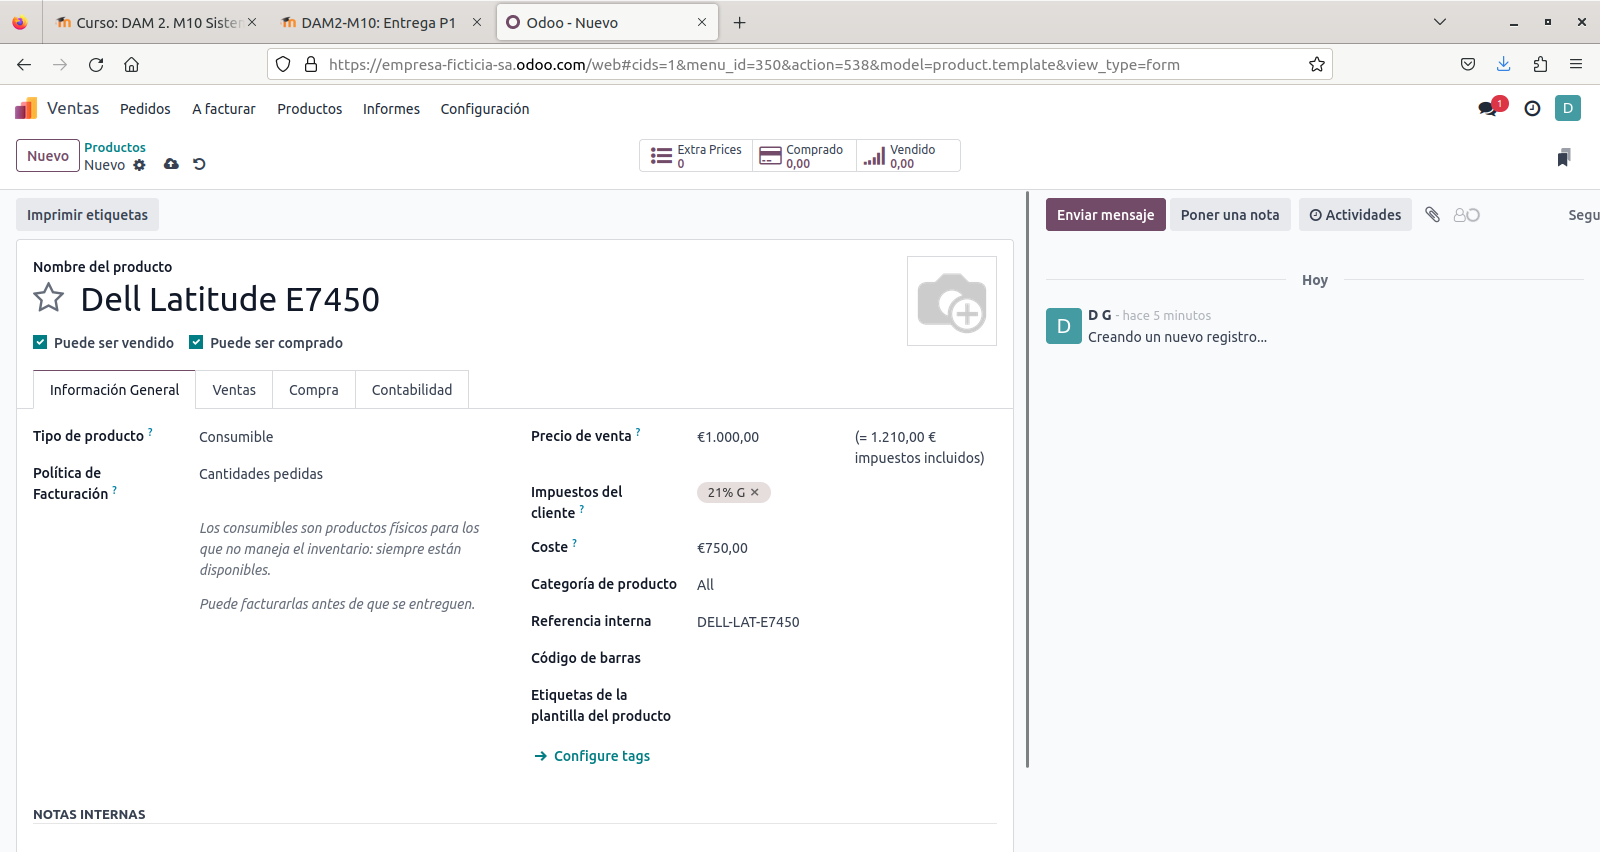 Curso: DAM 2. M10 Sister
DAM2-M10: Entrega P1
Odoo - Nuevo
https://empresa-ficticia-sa.odoo.com/web#cids=1&menu_id=350&action=538&model=product.template&view_type=form
Ventas Pedidos A facturar Productos Informes Configuración
1
D
Nuevo
Productos
Nuevo
Extra Prices
0
Comprado
0,00
Vendido
0,00
Imprimir etiquetas
Nombre del producto
Dell Latitude E7450
Puede ser vendido
Puede ser comprado
Información General
Ventas
Compra
Contabilidad
Tipo de producto ?
Consumible
Política de
Facturación ?
Cantidades pedidas
Los consumibles son productos físicos para los
que no maneja el inventario: siempre están
disponibles.
Puede facturarlas antes de que se entreguen.
Precio de venta ?
€1.000,00
(= 1.210,00 €
impuestos incluidos)
Impuestos del
cliente ?
21% G
Coste ?
€750,00
Categoría de producto
All
Referencia interna
DELL-LAT-E7450
Código de barras
Etiquetas de la
plantilla del producto
Configure tags
NOTAS INTERNAS
Enviar mensaje
Poner una nota
Actividades
Segu
Hoy
D
D G - hace 5 minutos
Creando un nuevo registro...